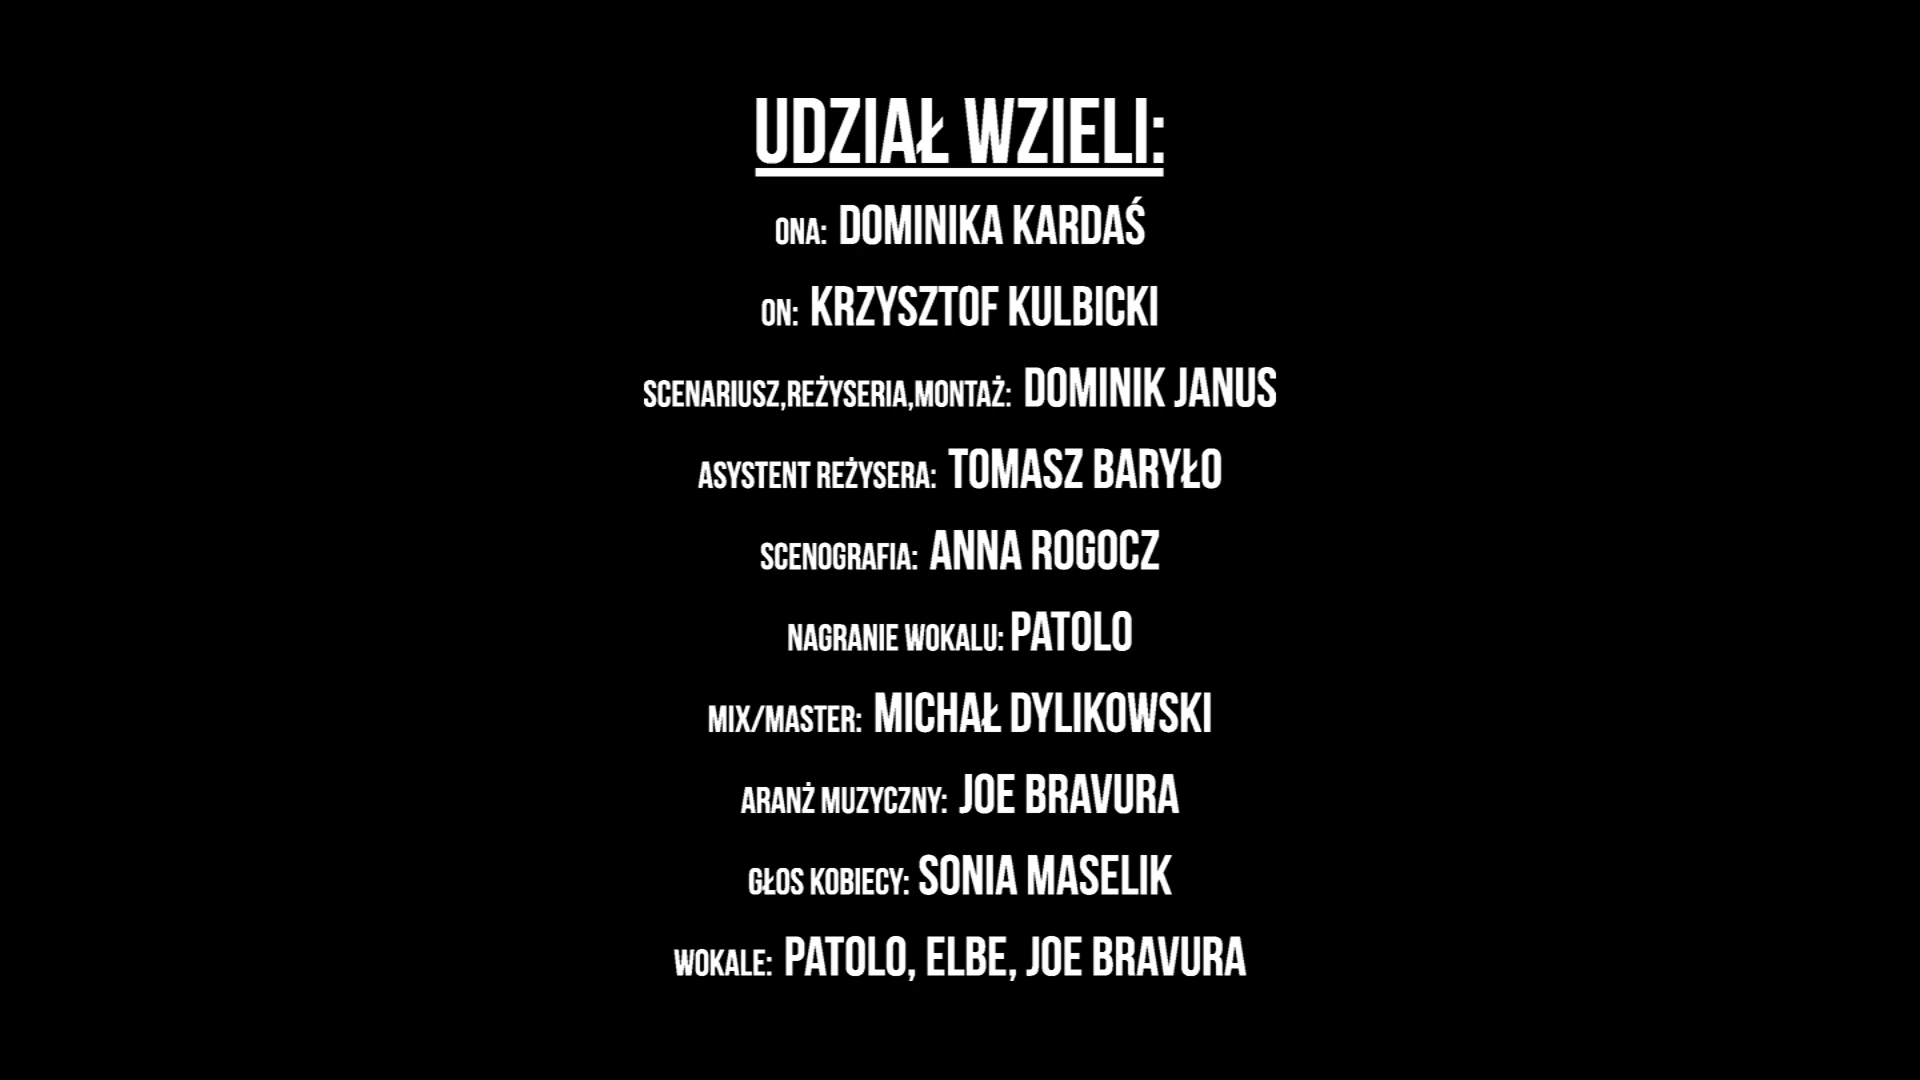 UDZIAŁ WZIELI:
ONA: DOMINIKA KARDAŚ
ON: KRZYSZTOF KULBICKI
SCENARIUSZ,REŻYSERIA,MONTAŻ: DOMINIK JANUS
ASYSTENT REŻYSERA: TOMASZ BARYŁO
SCENOGRAFIA: ANNA ROGOCZ
NAGRANIE WOKALU: PATOLO
MIX/MASTER: MICHAŁ DYLIKOWSKI
ARANŻ MUZYCZNY: JOE BRAVURA
GŁOS KOBIECY: SONIA MASELIK
WOKALE: PATOLO, ELBE, JOE BRAVURA